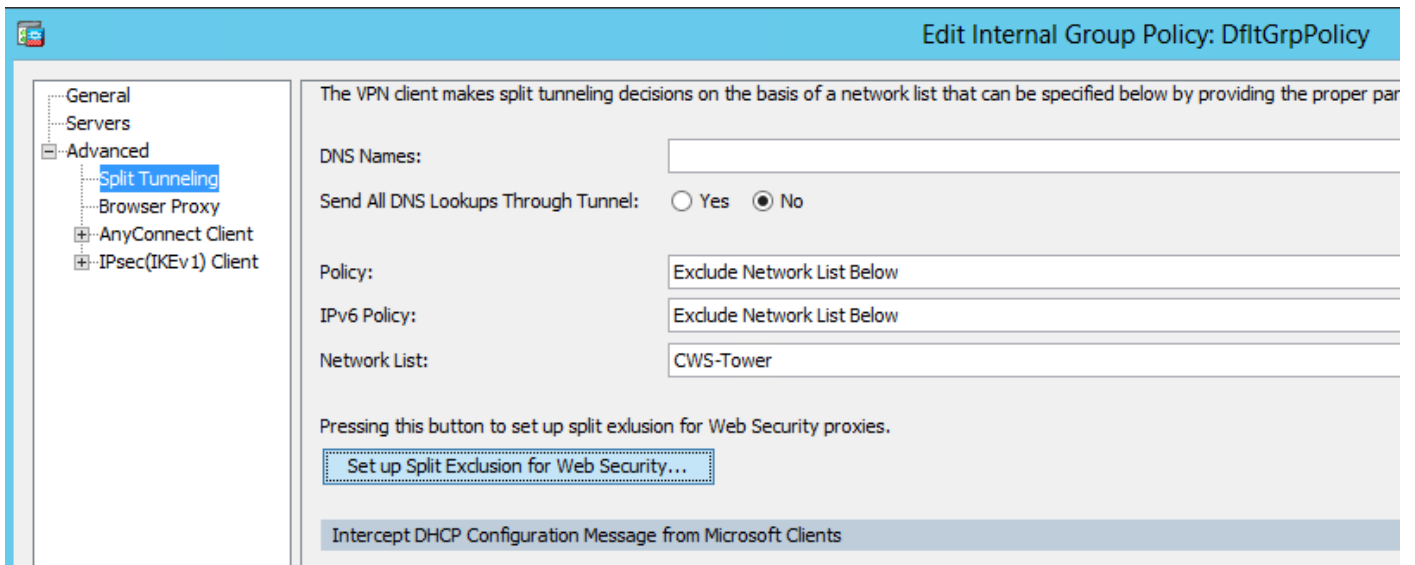 Edit Internal Group Policy: DfltGrpPolicy
General
Servers
Advanced
Split Tunneling
Browser Proxy
AnyConnect Client
IPsec(IKEv1) Client
The VPN client makes split tunneling decisions on the basis of a network list that can be specified below by providing the proper par
DNS Names:
Send All DNS Lookups Through Tunnel: Yes No
Policy: Exclude Network List Below
IPv6 Policy: Exclude Network List Below
Network List: CWS-Tower
Pressing this button to set up split exlusion for Web Security proxies.
Set up Split Exclusion for Web Security...
Intercept DHCP Configuration Message from Microsoft Clients